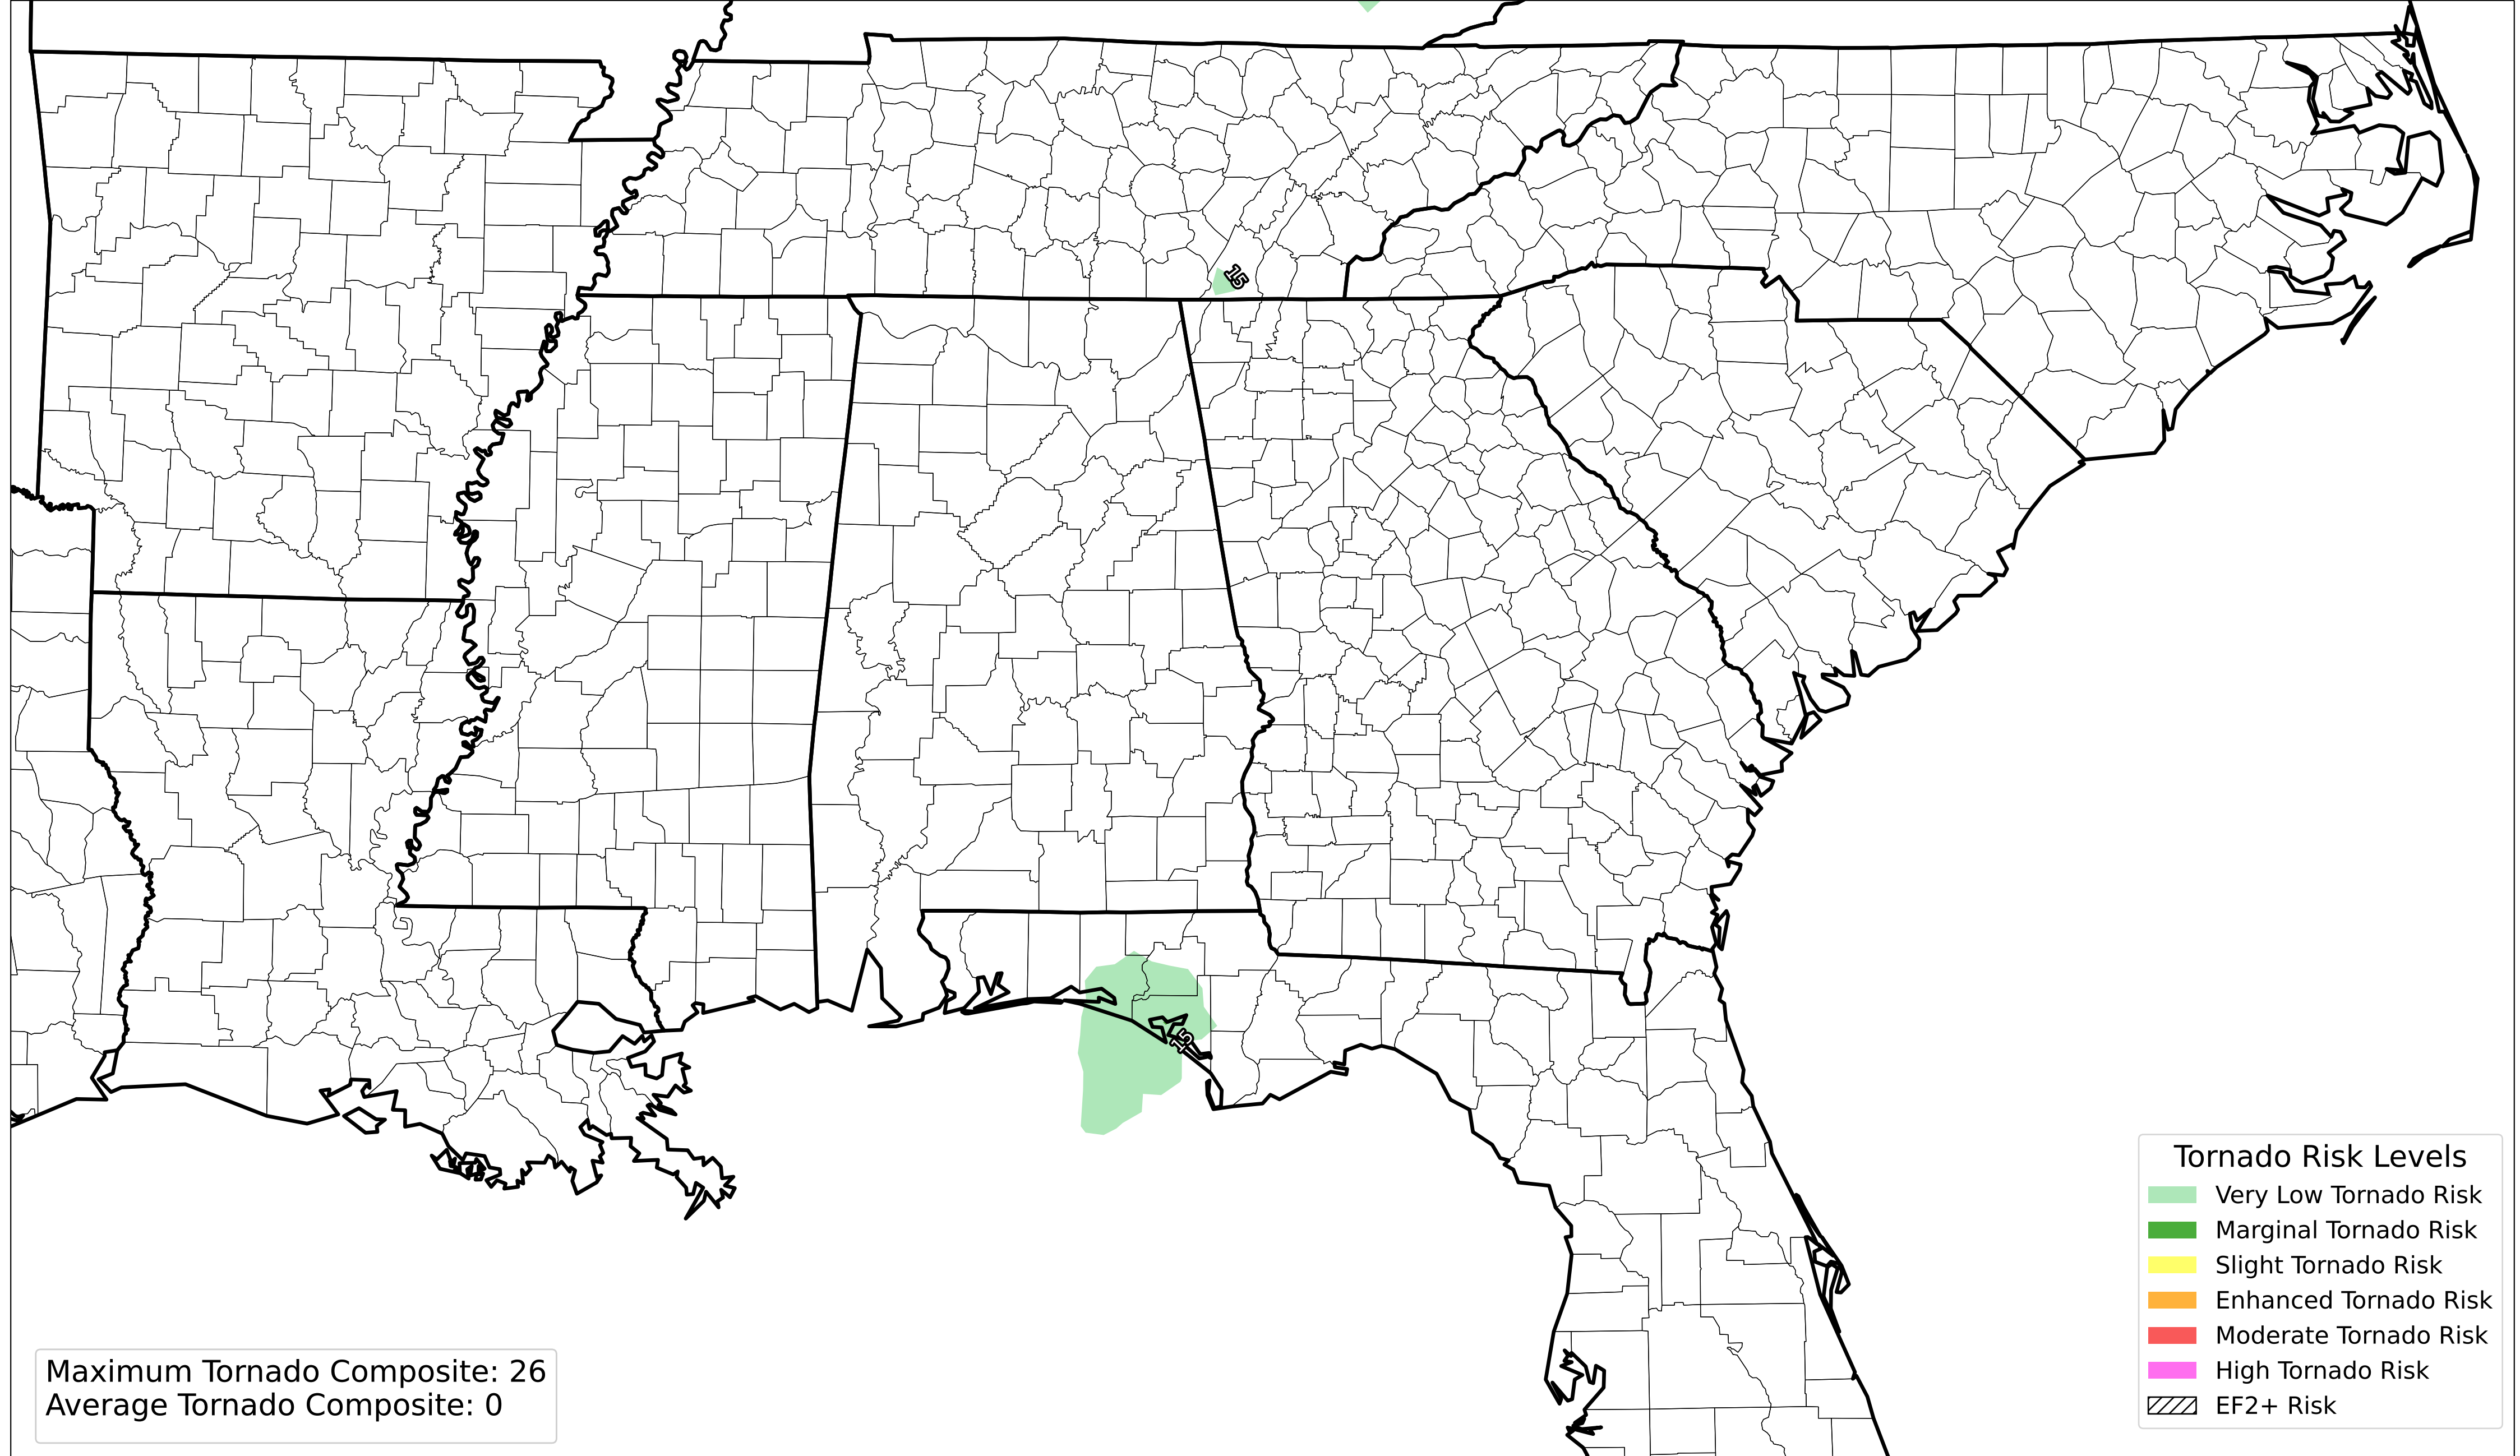 15
15
Tornado Risk Levels
Very Low Tornado Risk
Marginal Tornado Risk
Slight Tornado Risk
Enhanced Tornado Risk
Moderate Tornado Risk
High Tornado Risk
EF2+ Risk
Maximum Tornado Composite: 26
Average Tornado Composite: 0